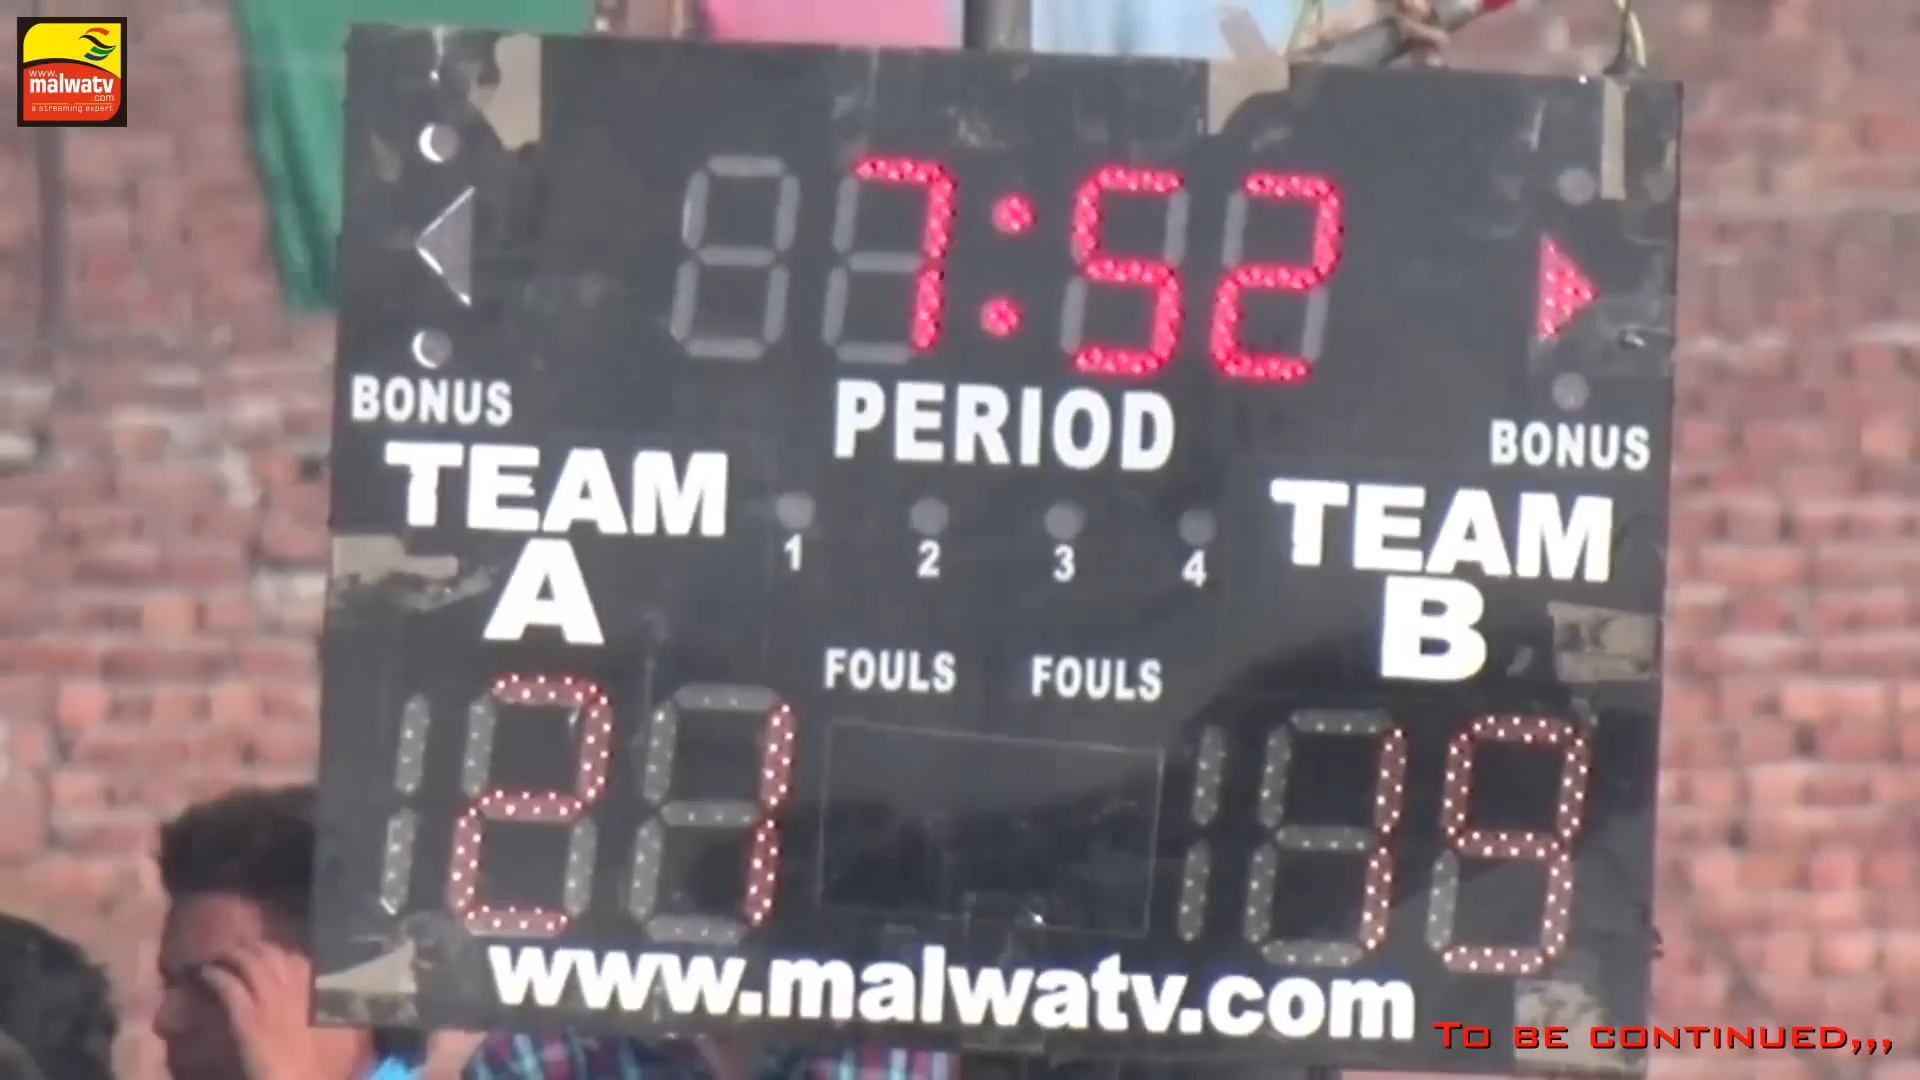 www.
malwatv
.com
a streaming expert
7:52
BONUS
PERIOD
BONUS
TEAM
A
1 2 3 4
TEAM
B
FOULS FOULS
21
19
www.malwatv.com
TO BE CONTINUED,,,